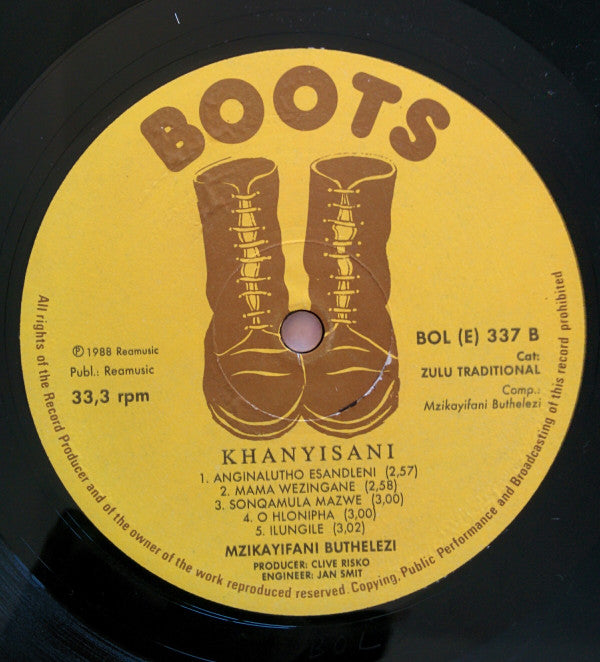 BOOTS
℗ 1988 Reamusic
Publ.: Reamusic
33,3 rpm
BOL (E) 337 B
Cat:
ZULU TRADITIONAL
Comp.:
Mzikayifani Buthelezi
KHANYISANI
1. ANGINALUTHO ESANDLENI (2,57)
2. MAMA WEZINGANE (2,58)
3. SONQAMULA MAZWE (3,00)
4. O HLONIPHA (3,00)
5. ILUNGILE (3,02)
MZIKAYIFANI BUTHELEZI
PRODUCER: CLIVE RISKO
ENGINEER: JAN SMIT
All rights of the Record Producer and of the owner of the work reproduced reserved. Copying, Public Performance and Broadcasting of this record prohibited
BOL